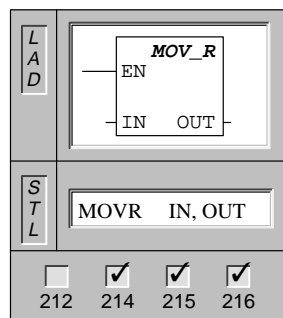 L
A
D
MOV_R
EN
IN OUT
S
T
L
MOVR IN, OUT
212 214 215 216